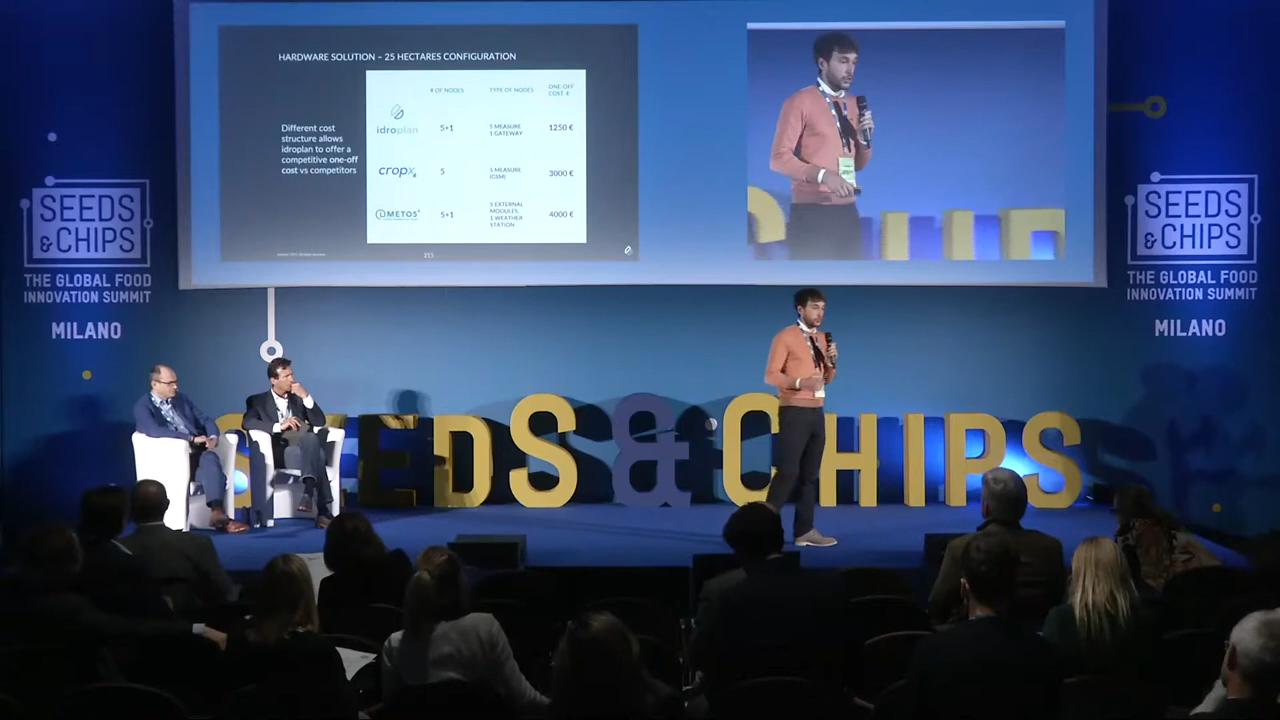 HARDWARE SOLUTION – 25 HECTARES CONFIGURATION
# OF NODES
TYPE OF NODES
ONE-OFF
COST €
Different cost
structure allows
idroplan to offer a
competitive one-off
cost vs competitors
idroplan
5+1
5 MEASURE
1 GATEWAY
1250 €
cropx
5
5 MEASURE
(GSM)
3000 €
METOS
5+1
5 EXTERNAL
MODULES,
1 WEATHER
STATION
4000 €
SEEDS
&CHIPS
THE GLOBAL FOOD
INNOVATION SUMMIT
MILANO
SEEDS
&CHIPS
THE GLOBAL FOOD
INNOVATION SUMMIT
MILANO
SEEDS&CHIPS